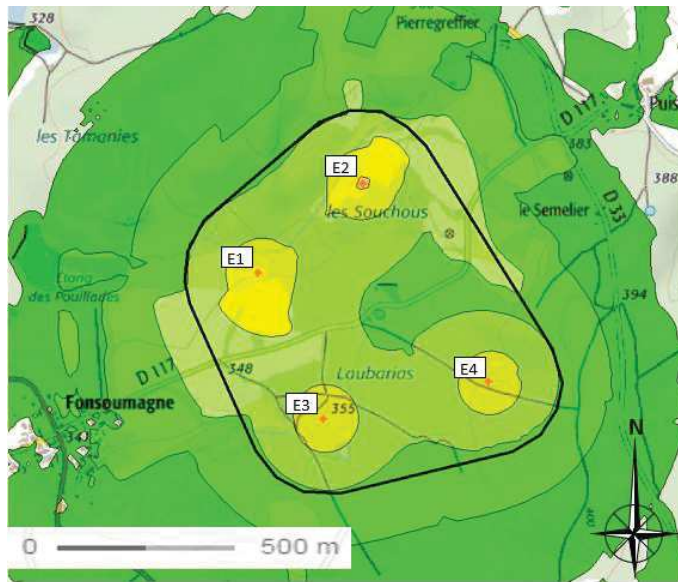 328
Pierregreffier
les Tamanies
D 117
Puis
383
E2
388
les Souchous
le Semelier
D 33
E1
Étang
des Pouillades
394
D 117
348
Laubarias
E4
Fonsoumagne
E3
355
N
400
0 500 m